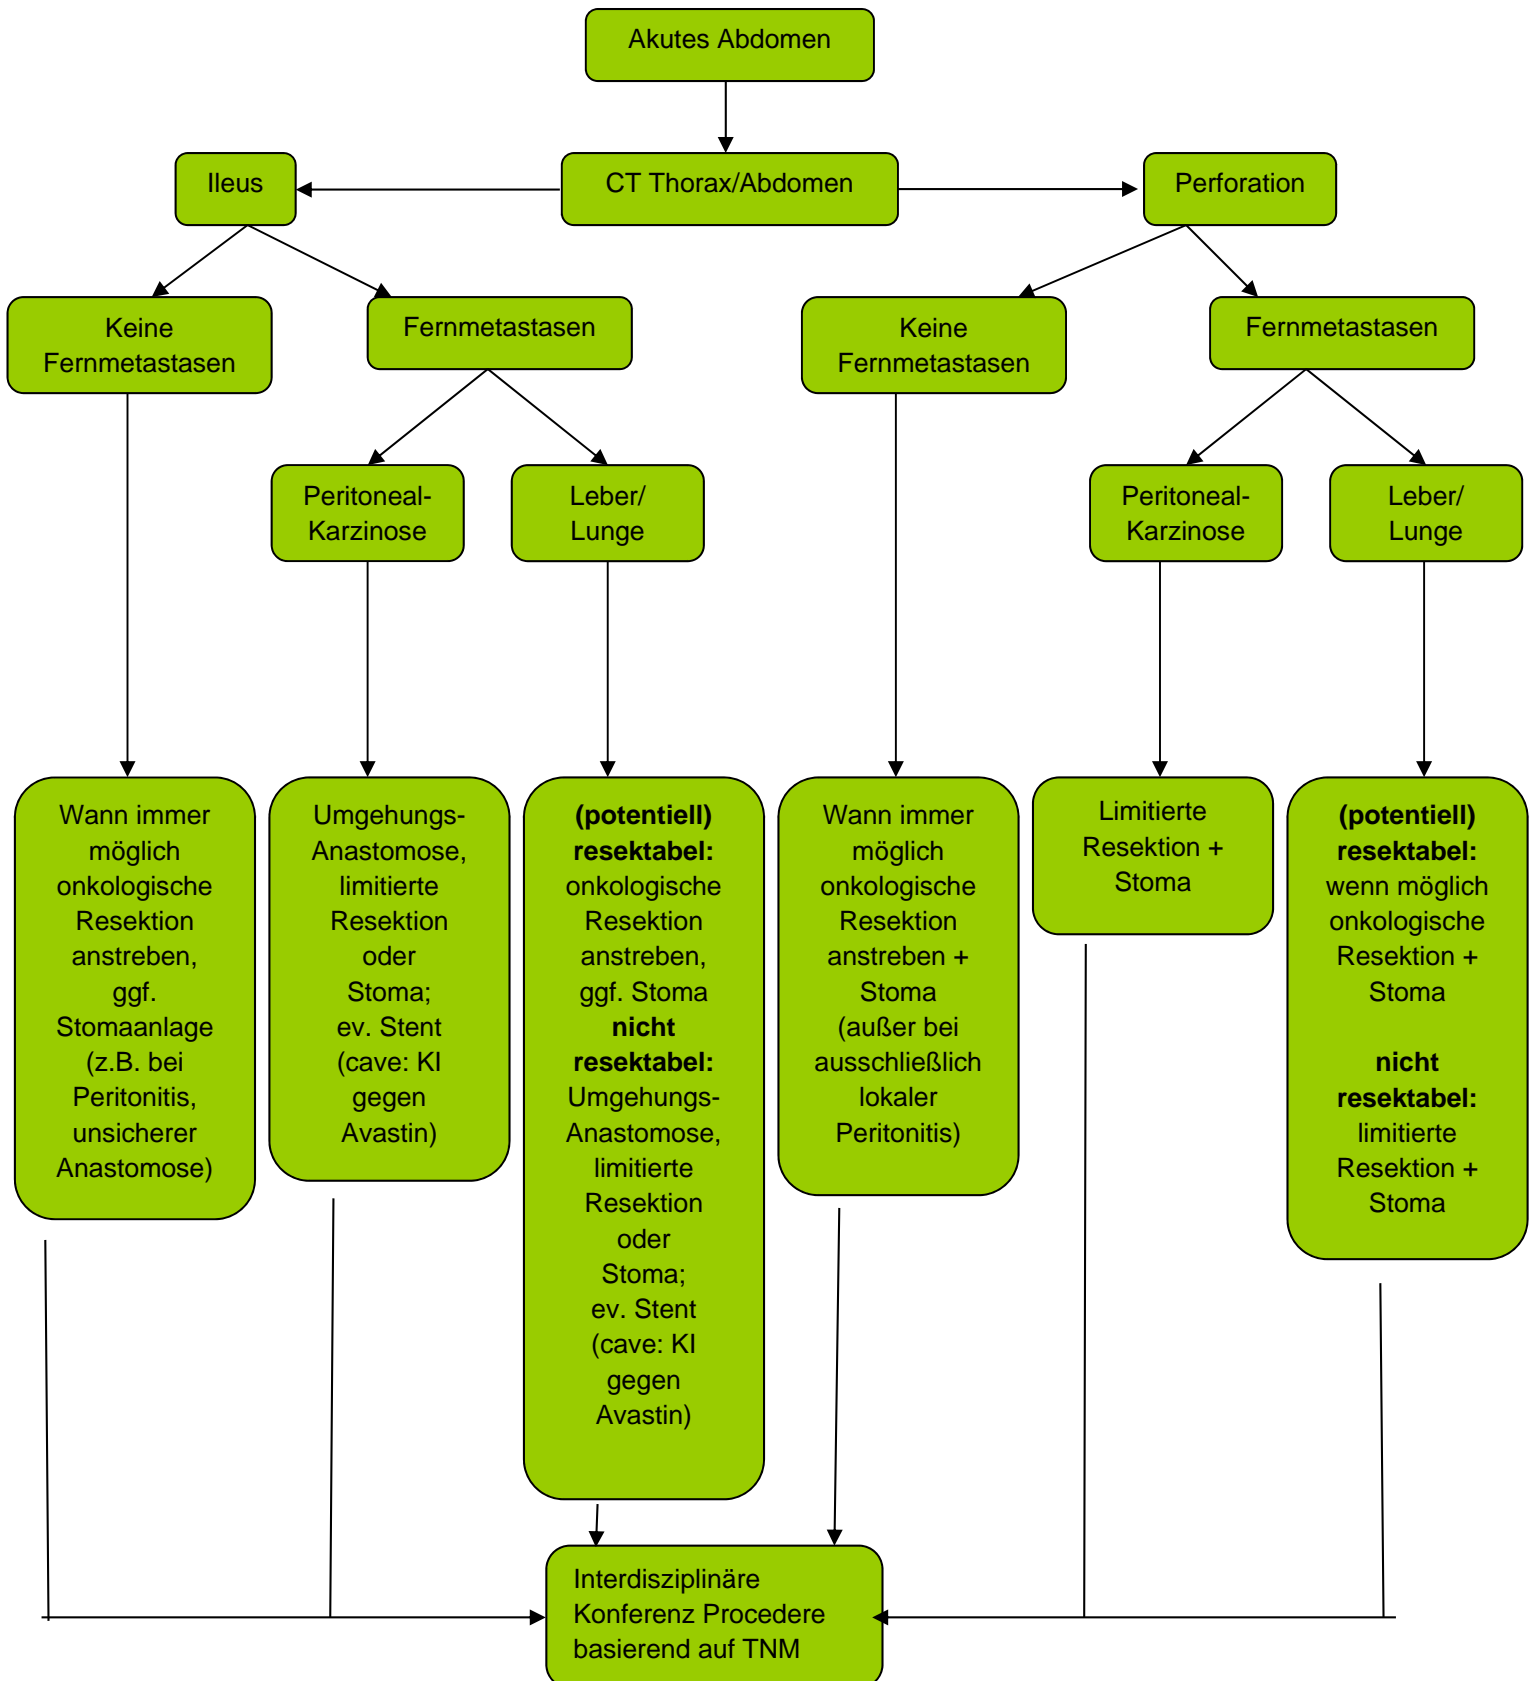 Akutes Abdomen
Ileus
CT Thorax/Abdomen
Perforation
Keine
Fernmetastasen
Fernmetastasen
Keine
Fernmetastasen
Fernmetastasen
Peritoneal-
Karzinose
Leber/
Lunge
Peritoneal-
Karzinose
Leber/
Lunge
Wann immer
möglich
onkologische
Resektion
anstreben,
ggf.
Stomaanlage
(z.B. bei
Peritonitis,
unsicherer
Anastomose)
Umgehungs-
Anastomose,
limitierte
Resektion
oder
Stoma;
ev. Stent
(cave: KI
gegen
Avastin)
(potentiell)
resektabel:
onkologische
Resektion
anstreben,
ggf. Stoma
nicht
resektabel:
Umgehungs-
Anastomose,
limitierte
Resektion
oder
Stoma;
ev. Stent
(cave: KI
gegen
Avastin)
Wann immer
möglich
onkologische
Resektion
anstreben +
Stoma
(außer bei
ausschließlich
lokaler
Peritonitis)
Limitierte
Resektion +
Stoma
(potentiell)
resektabel:
wenn möglich
onkologische
Resektion +
Stoma
nicht
resektabel:
limitierte
Resektion +
Stoma
Interdisziplinäre
Konferenz Procedere
basierend auf TNM